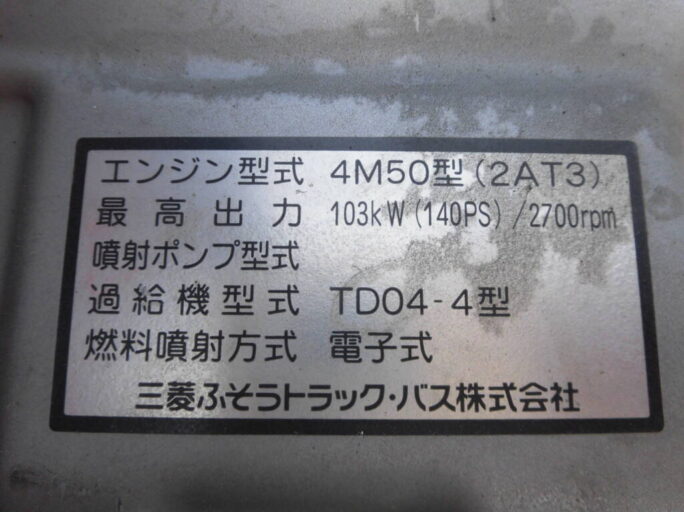 エンジン型式 4M50型(2AT3)
最高出力 103kW(140PS)/2700rpm
噴射ポンプ型式
過給機型式 TD04-4型
燃料噴射方式 電子式
三菱ふそうトラック・バス株式会社